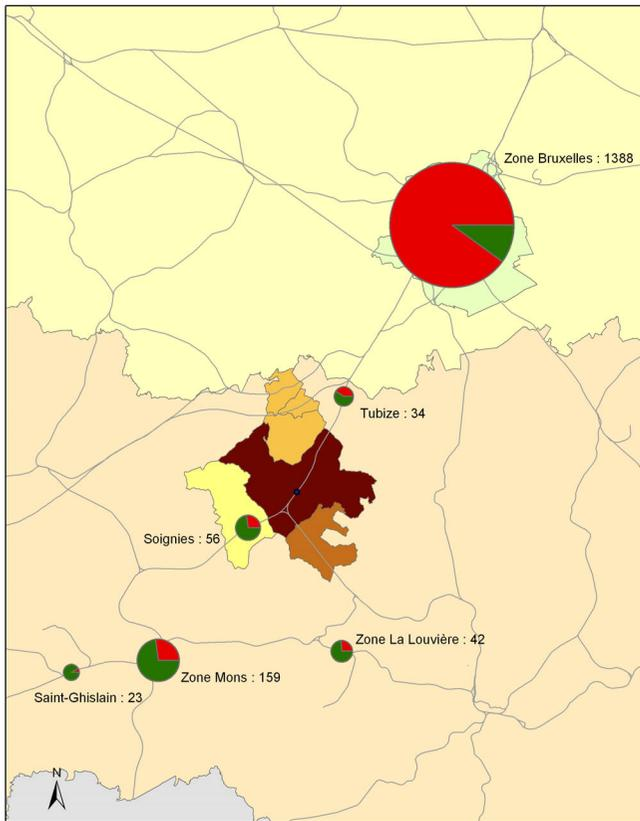 Zone Bruxelles : 1388
Tubize : 34
Soignies : 56
Zone La Louvière : 42
Zone Mons : 159
Saint-Ghislain : 23
N